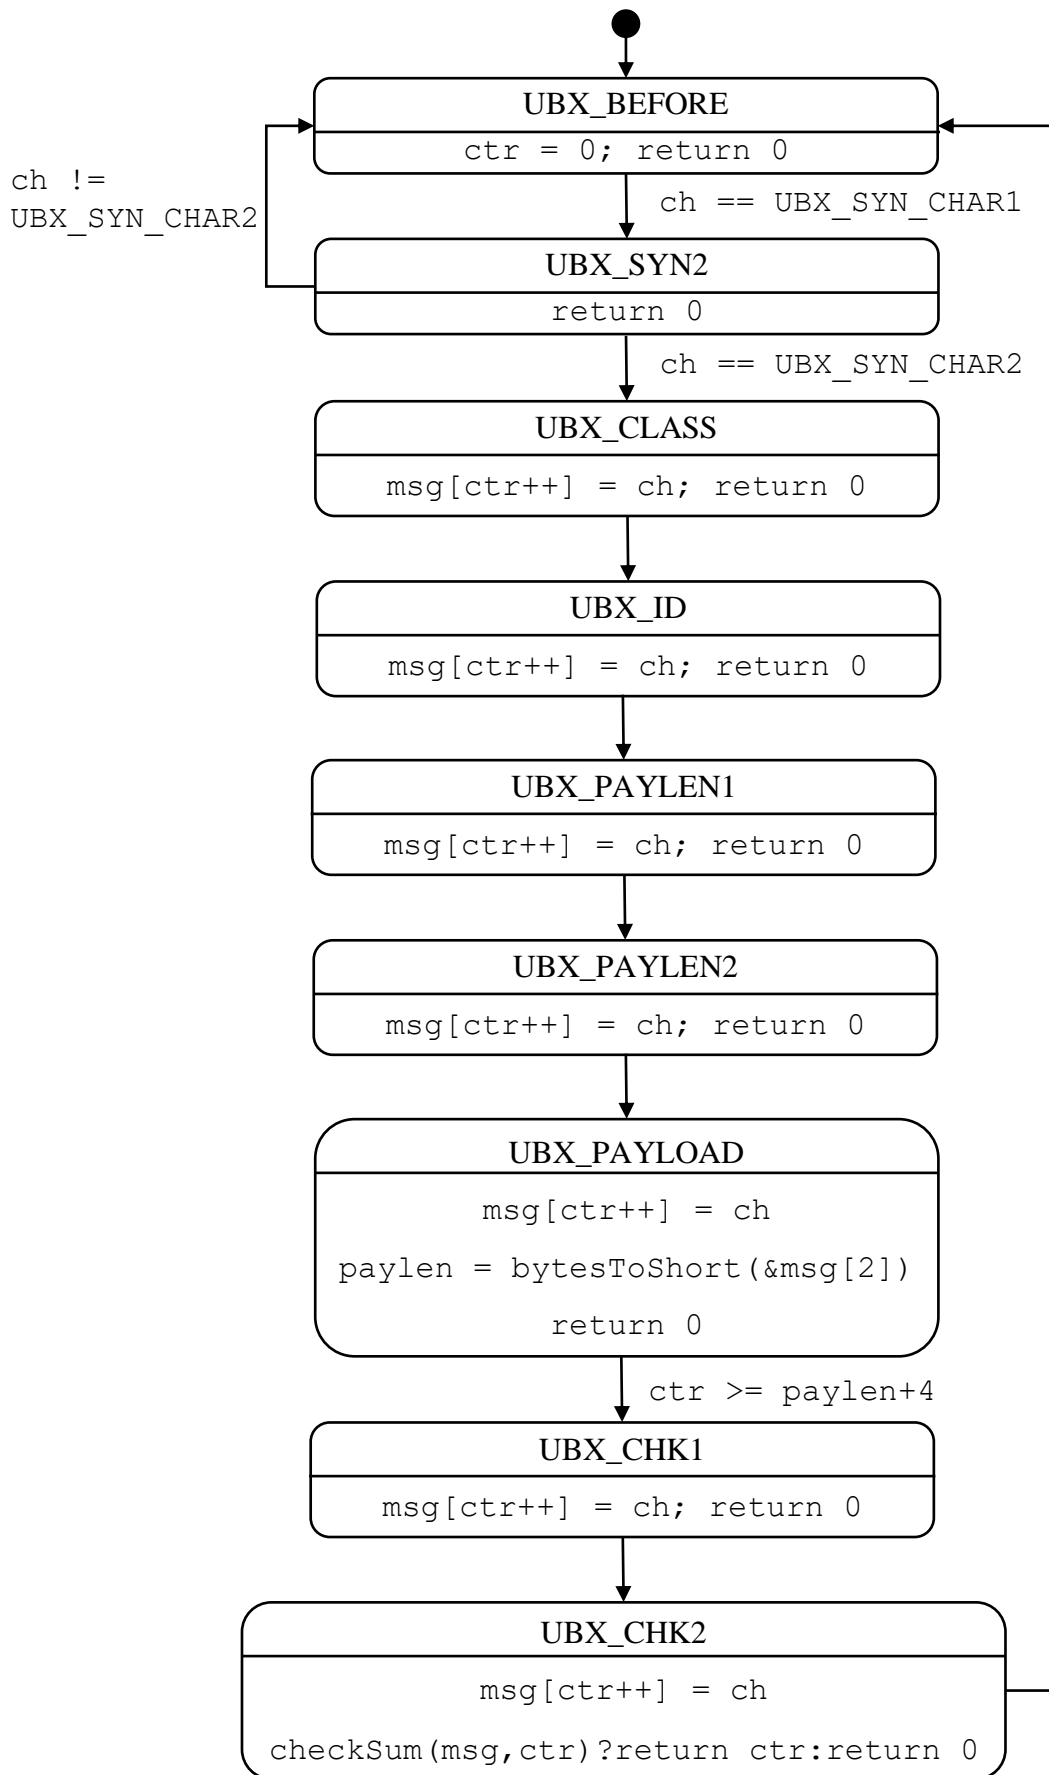 UBX_BEFORE
ctr = 0; return 0
ch !=
UBX_SYN_CHAR2
ch == UBX_SYN_CHAR1
UBX_SYN2
return 0
ch == UBX_SYN_CHAR2
UBX_CLASS
msg[ctr++] = ch; return 0
UBX_ID
msg[ctr++] = ch; return 0
UBX_PAYLEN1
msg[ctr++] = ch; return 0
UBX_PAYLEN2
msg[ctr++] = ch; return 0
UBX_PAYLOAD
msg[ctr++] = ch
paylen = bytesToShort(&msg[2])
return 0
ctr >= paylen+4
UBX_CHK1
msg[ctr++] = ch; return 0
UBX_CHK2
msg[ctr++] = ch
checkSum(msg,ctr)?return ctr:return 0